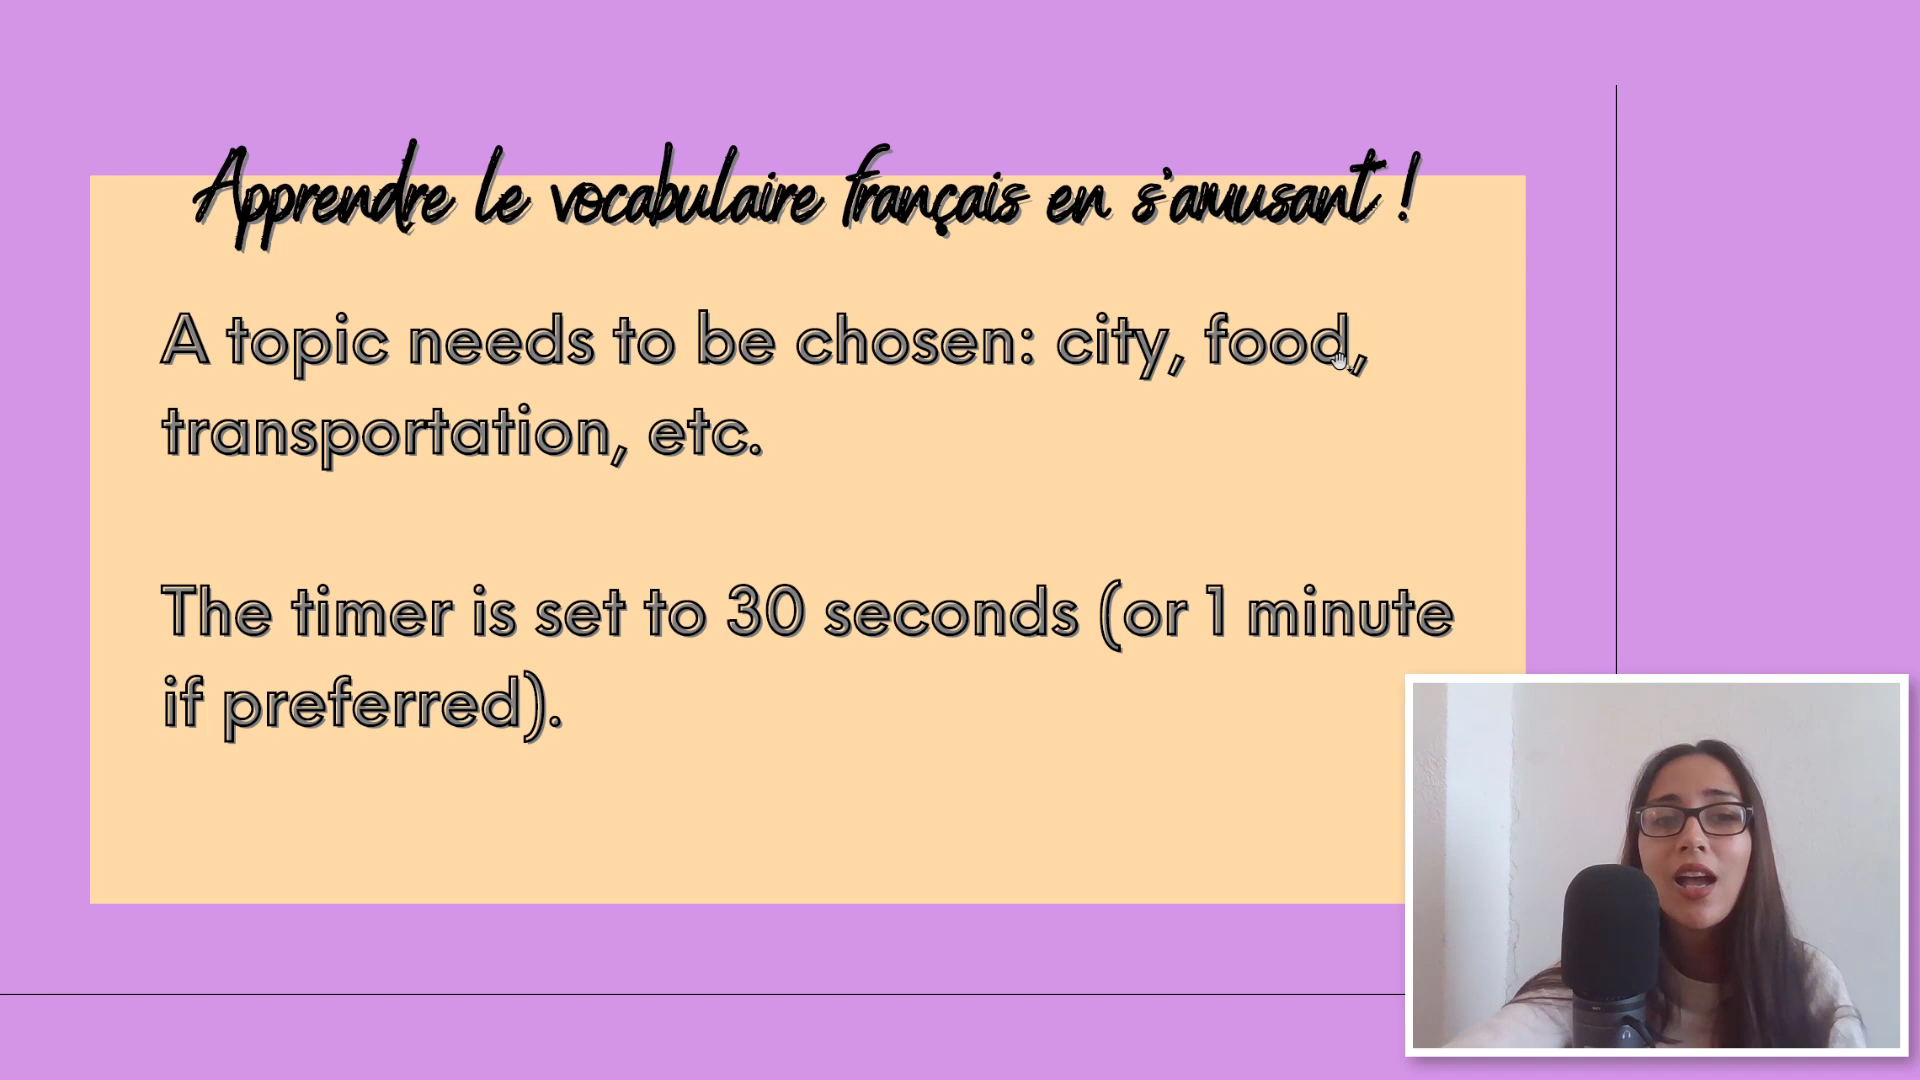 Apprendre le vocabulaire français en s'amusant !
A topic needs to be chosen: city, food,
transportation, etc.
The timer is set to 30 seconds (or 1 minute
if preferred).